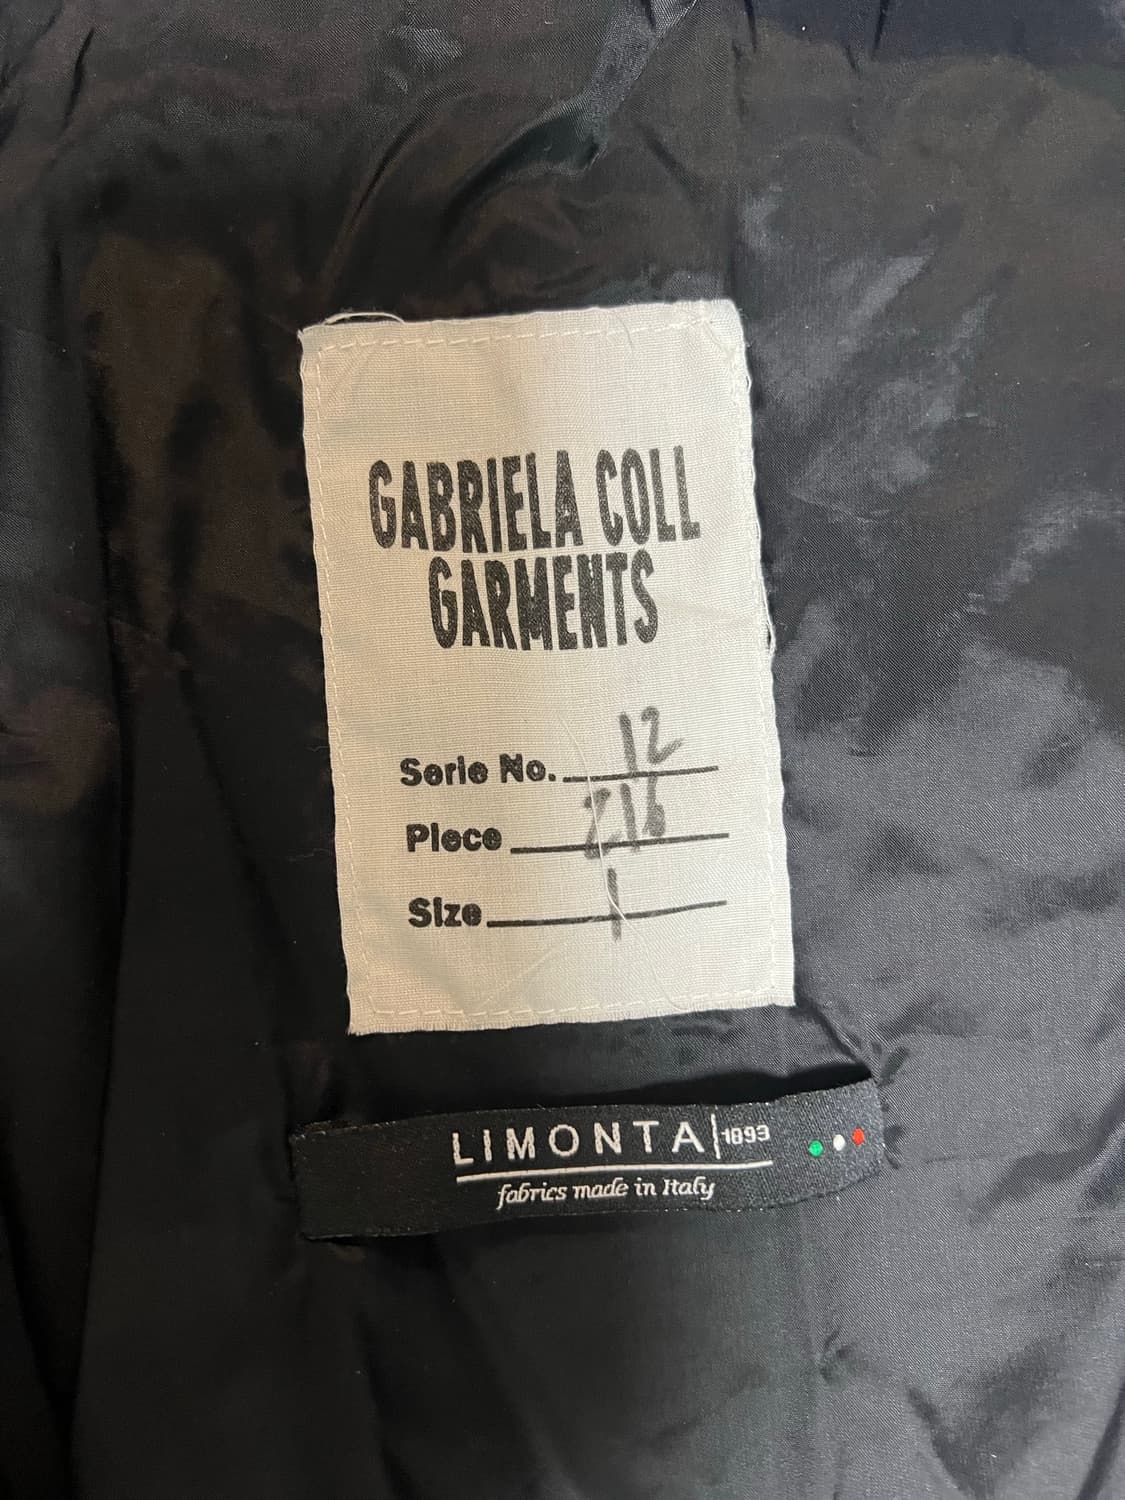 GABRIELA COLL
GARMENTS
Serie No. 12
Piece 216
Size 1
LIMONTA|1893
fabrics made in Italy